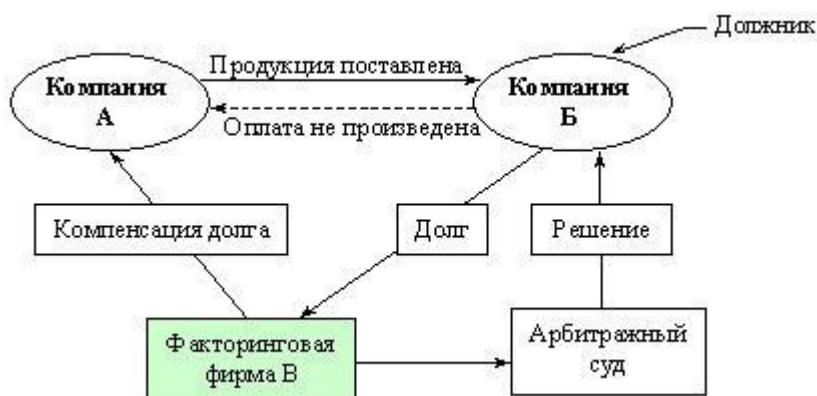 Должник
Продукция поставлена
Компания
А
Компания
Б
Оплата не произведена
Компенсация долга
Долг
Решение
Факторинговая
фирма В
Арбитражный
суд